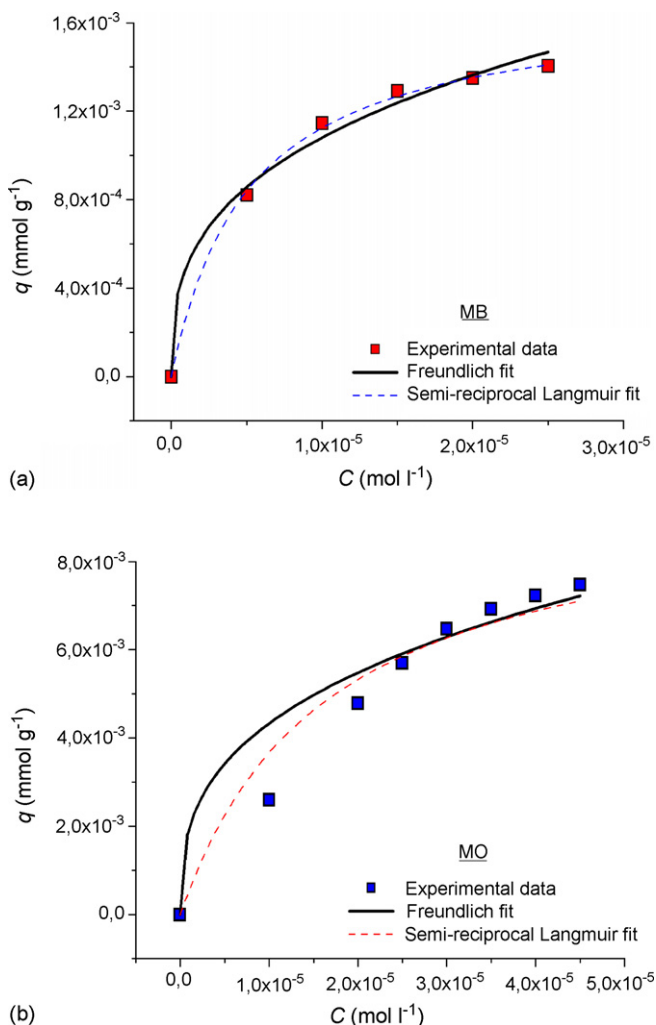 1,6x10⁻³
1,2x10⁻³
8,0x10⁻⁴
4,0x10⁻⁴
0,0
q (mmol g⁻¹)
MB
Experimental data
Freundlich fit
Semi-reciprocal Langmuir fit
0,0 1,0x10⁻⁵ 2,0x10⁻⁵ 3,0x10⁻⁵
(a) C (mol l⁻¹)
8,0x10⁻³
6,0x10⁻³
4,0x10⁻³
2,0x10⁻³
0,0
q (mmol g⁻¹)
MO
Experimental data
Freundlich fit
Semi-reciprocal Langmuir fit
0,0 1,0x10⁻⁵ 2,0x10⁻⁵ 3,0x10⁻⁵ 4,0x10⁻⁵ 5,0x10⁻⁵
(b) C (mol l⁻¹)